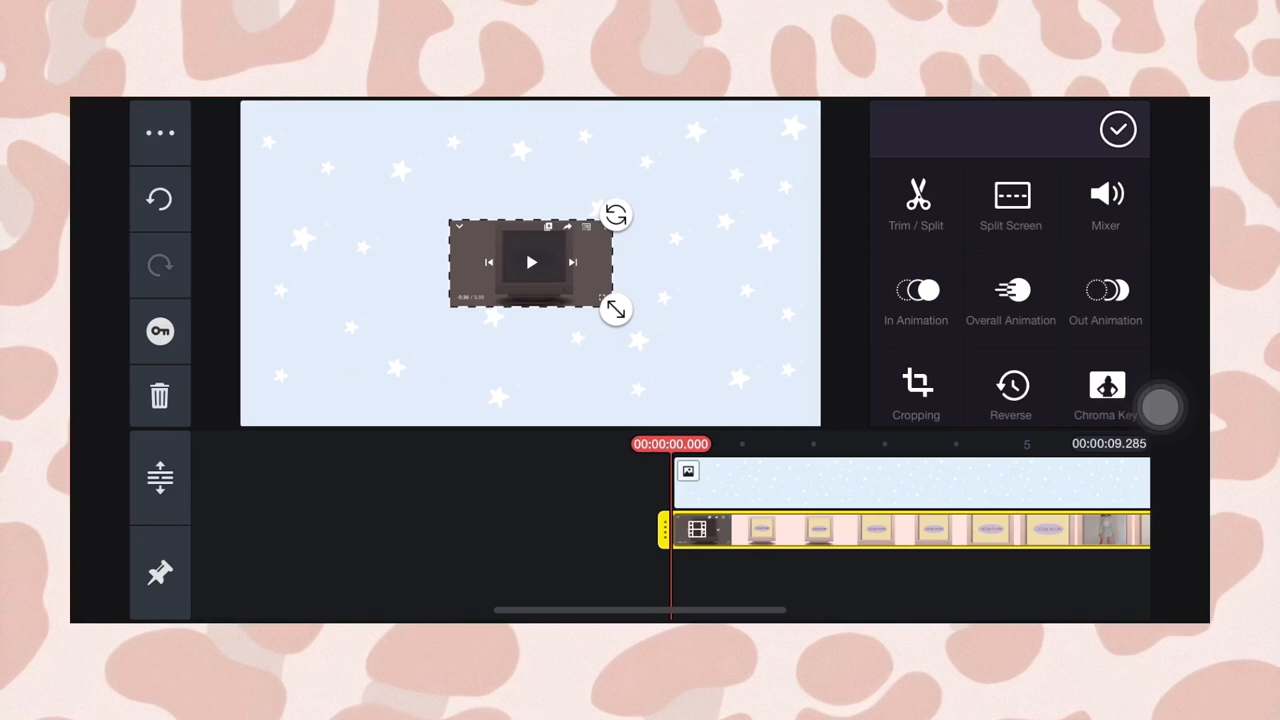 Trim / Split
Split Screen
Mixer
In Animation
Overall Animation
Out Animation
Cropping
Reverse
Chroma Key
00:00:00.000
5
00:00:09.285